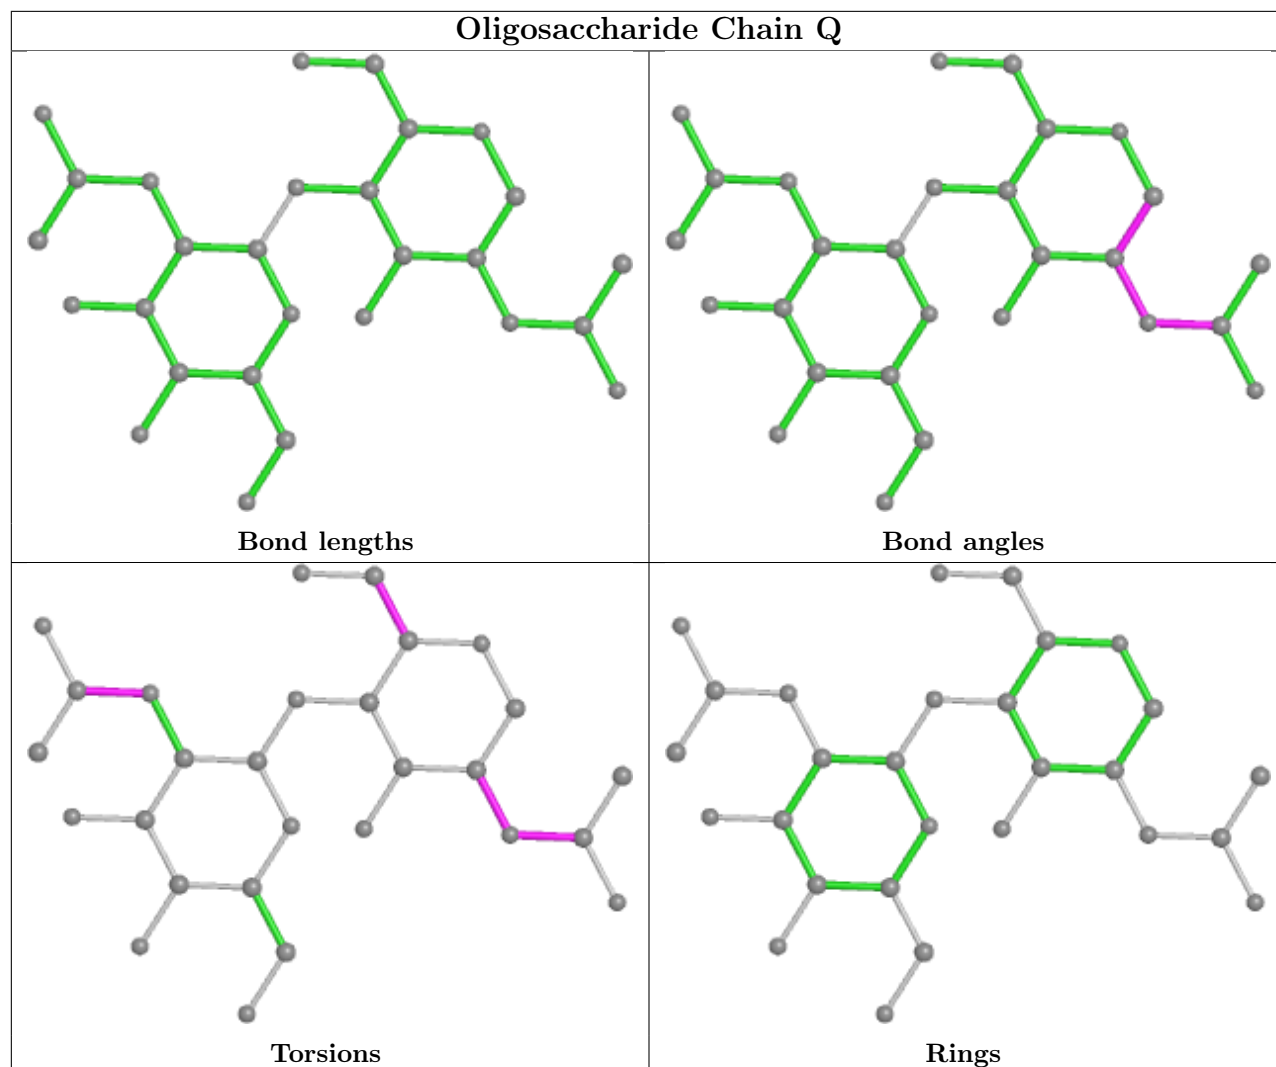 Oligosaccharide Chain Q
Bond lengths
Bond angles
Torsions
Rings